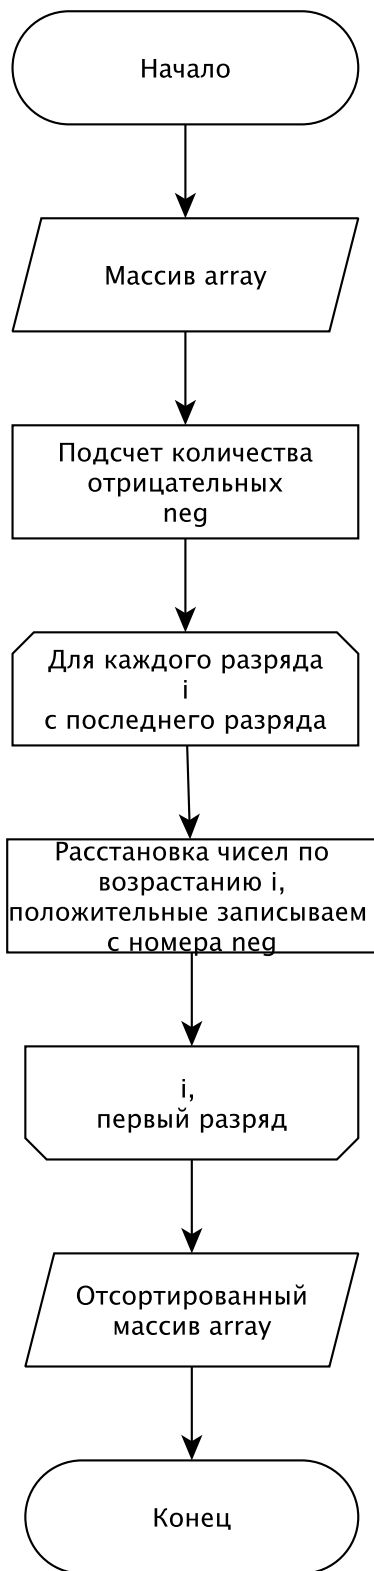 Начало
Массив array
Подсчет количества
отрицательных
neg
Для каждого разряда
i
с последнего разряда
Расстановка чисел по
возрастанию i,
положительные записываем
с номера neg
i,
первый разряд
Отсортированный
массив array
Конец